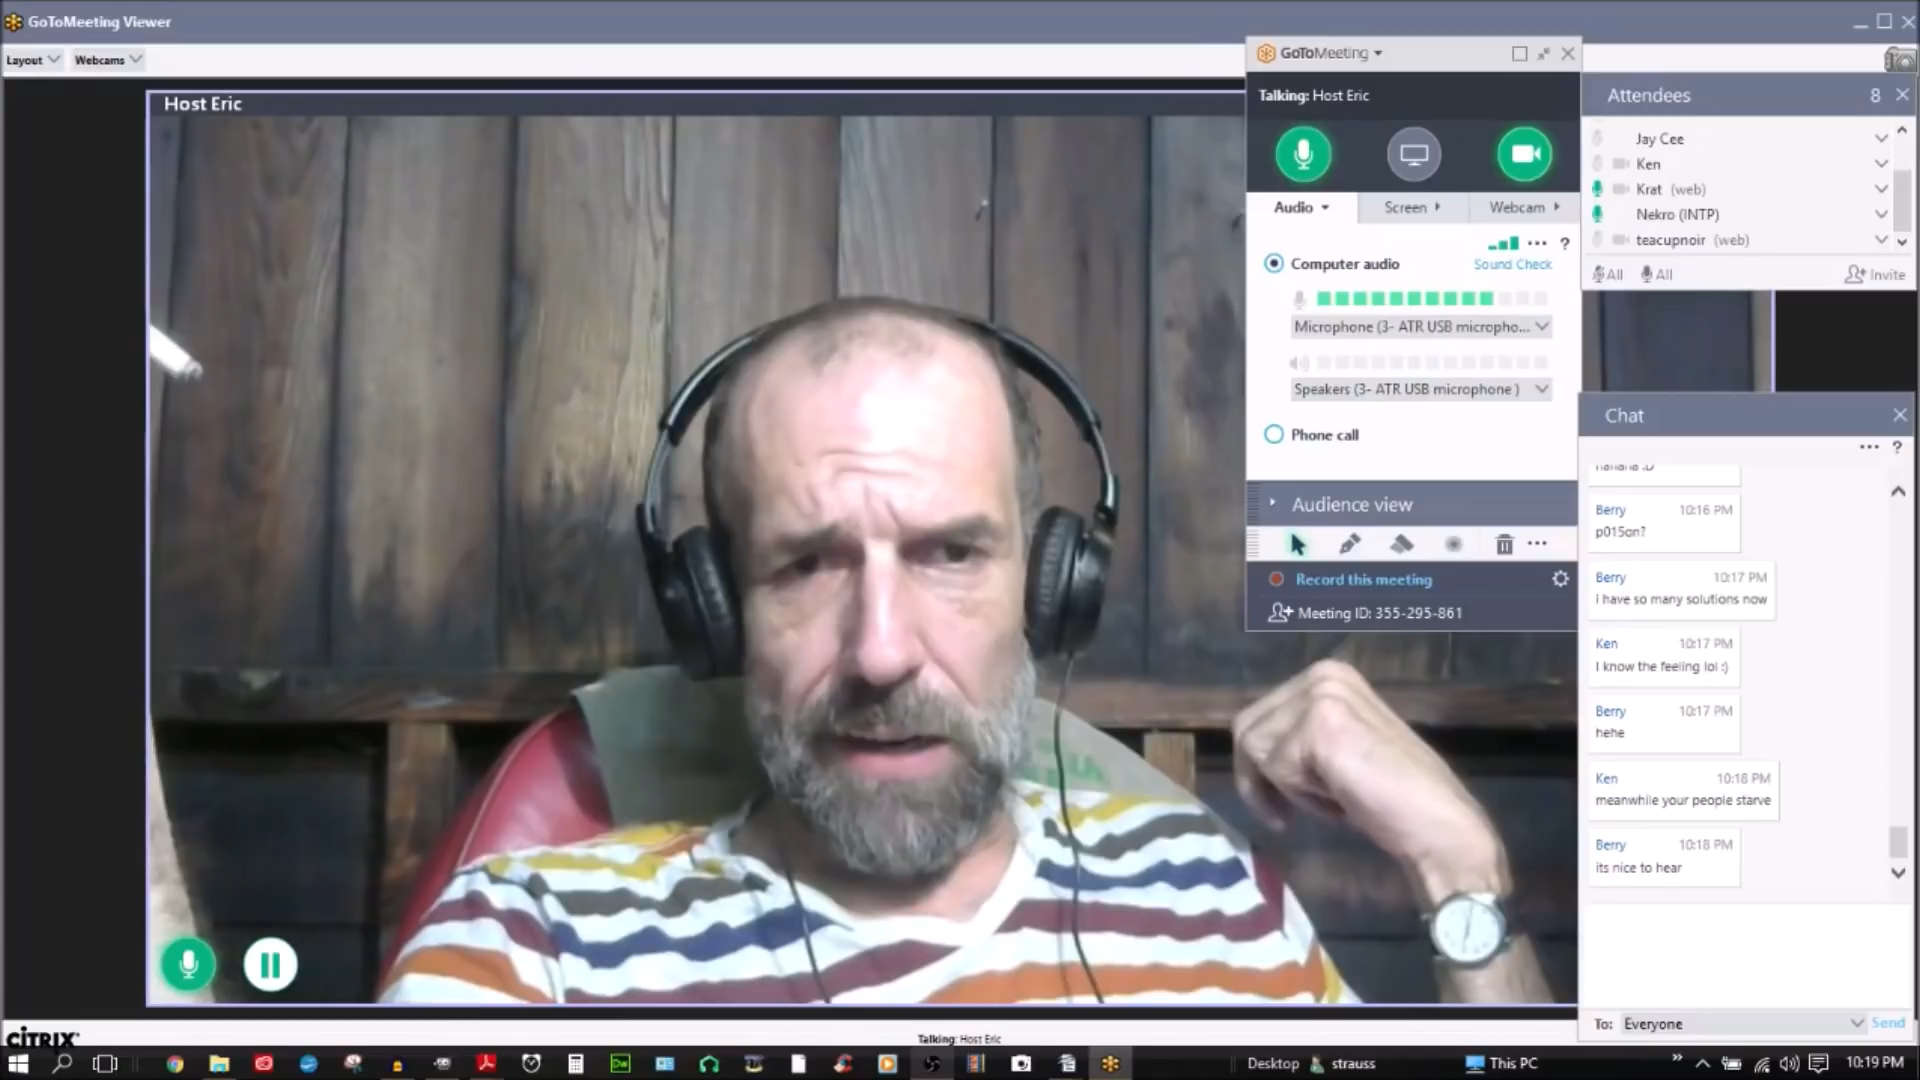 GoToMeeting Viewer
Layout
Webcams
Host Eric
GoToMeeting
Talking: Host Eric
Audio
Screen
Webcam
?
Computer audio
Sound Check
Microphone (3- ATR USB micropho...
Speakers (3- ATR USB microphone )
Phone call
Audience view
Record this meeting
Meeting ID: 355-295-861
Attendees 8
Jay Cee
Ken
Krat (web)
Nekro (INTP)
teacupnoir (web)
All
All
Invite
Chat
?
Berry 10:16 PM
p015on?
Berry 10:17 PM
i have so many solutions now
Ken 10:17 PM
I know the feeling lol :)
Berry 10:17 PM
hehe
Ken 10:18 PM
meanwhile your people starve
Berry 10:18 PM
its nice to hear
To: Everyone
Send
CITRIX
Talking: Host Eric
Dw
Desktop
strauss
This PC
10:19 PM